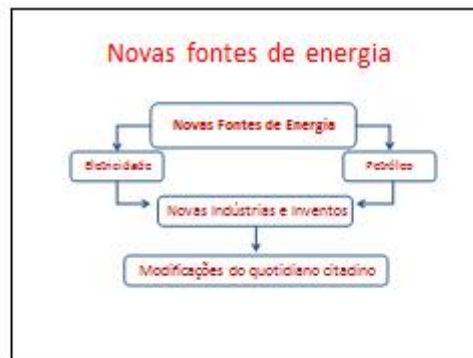 Novas fontes de energia
Novas Fontes de Energia
Eletricidade
Petróleo
Novas Indústrias e Inventos
Modificações do quotidiano citadino